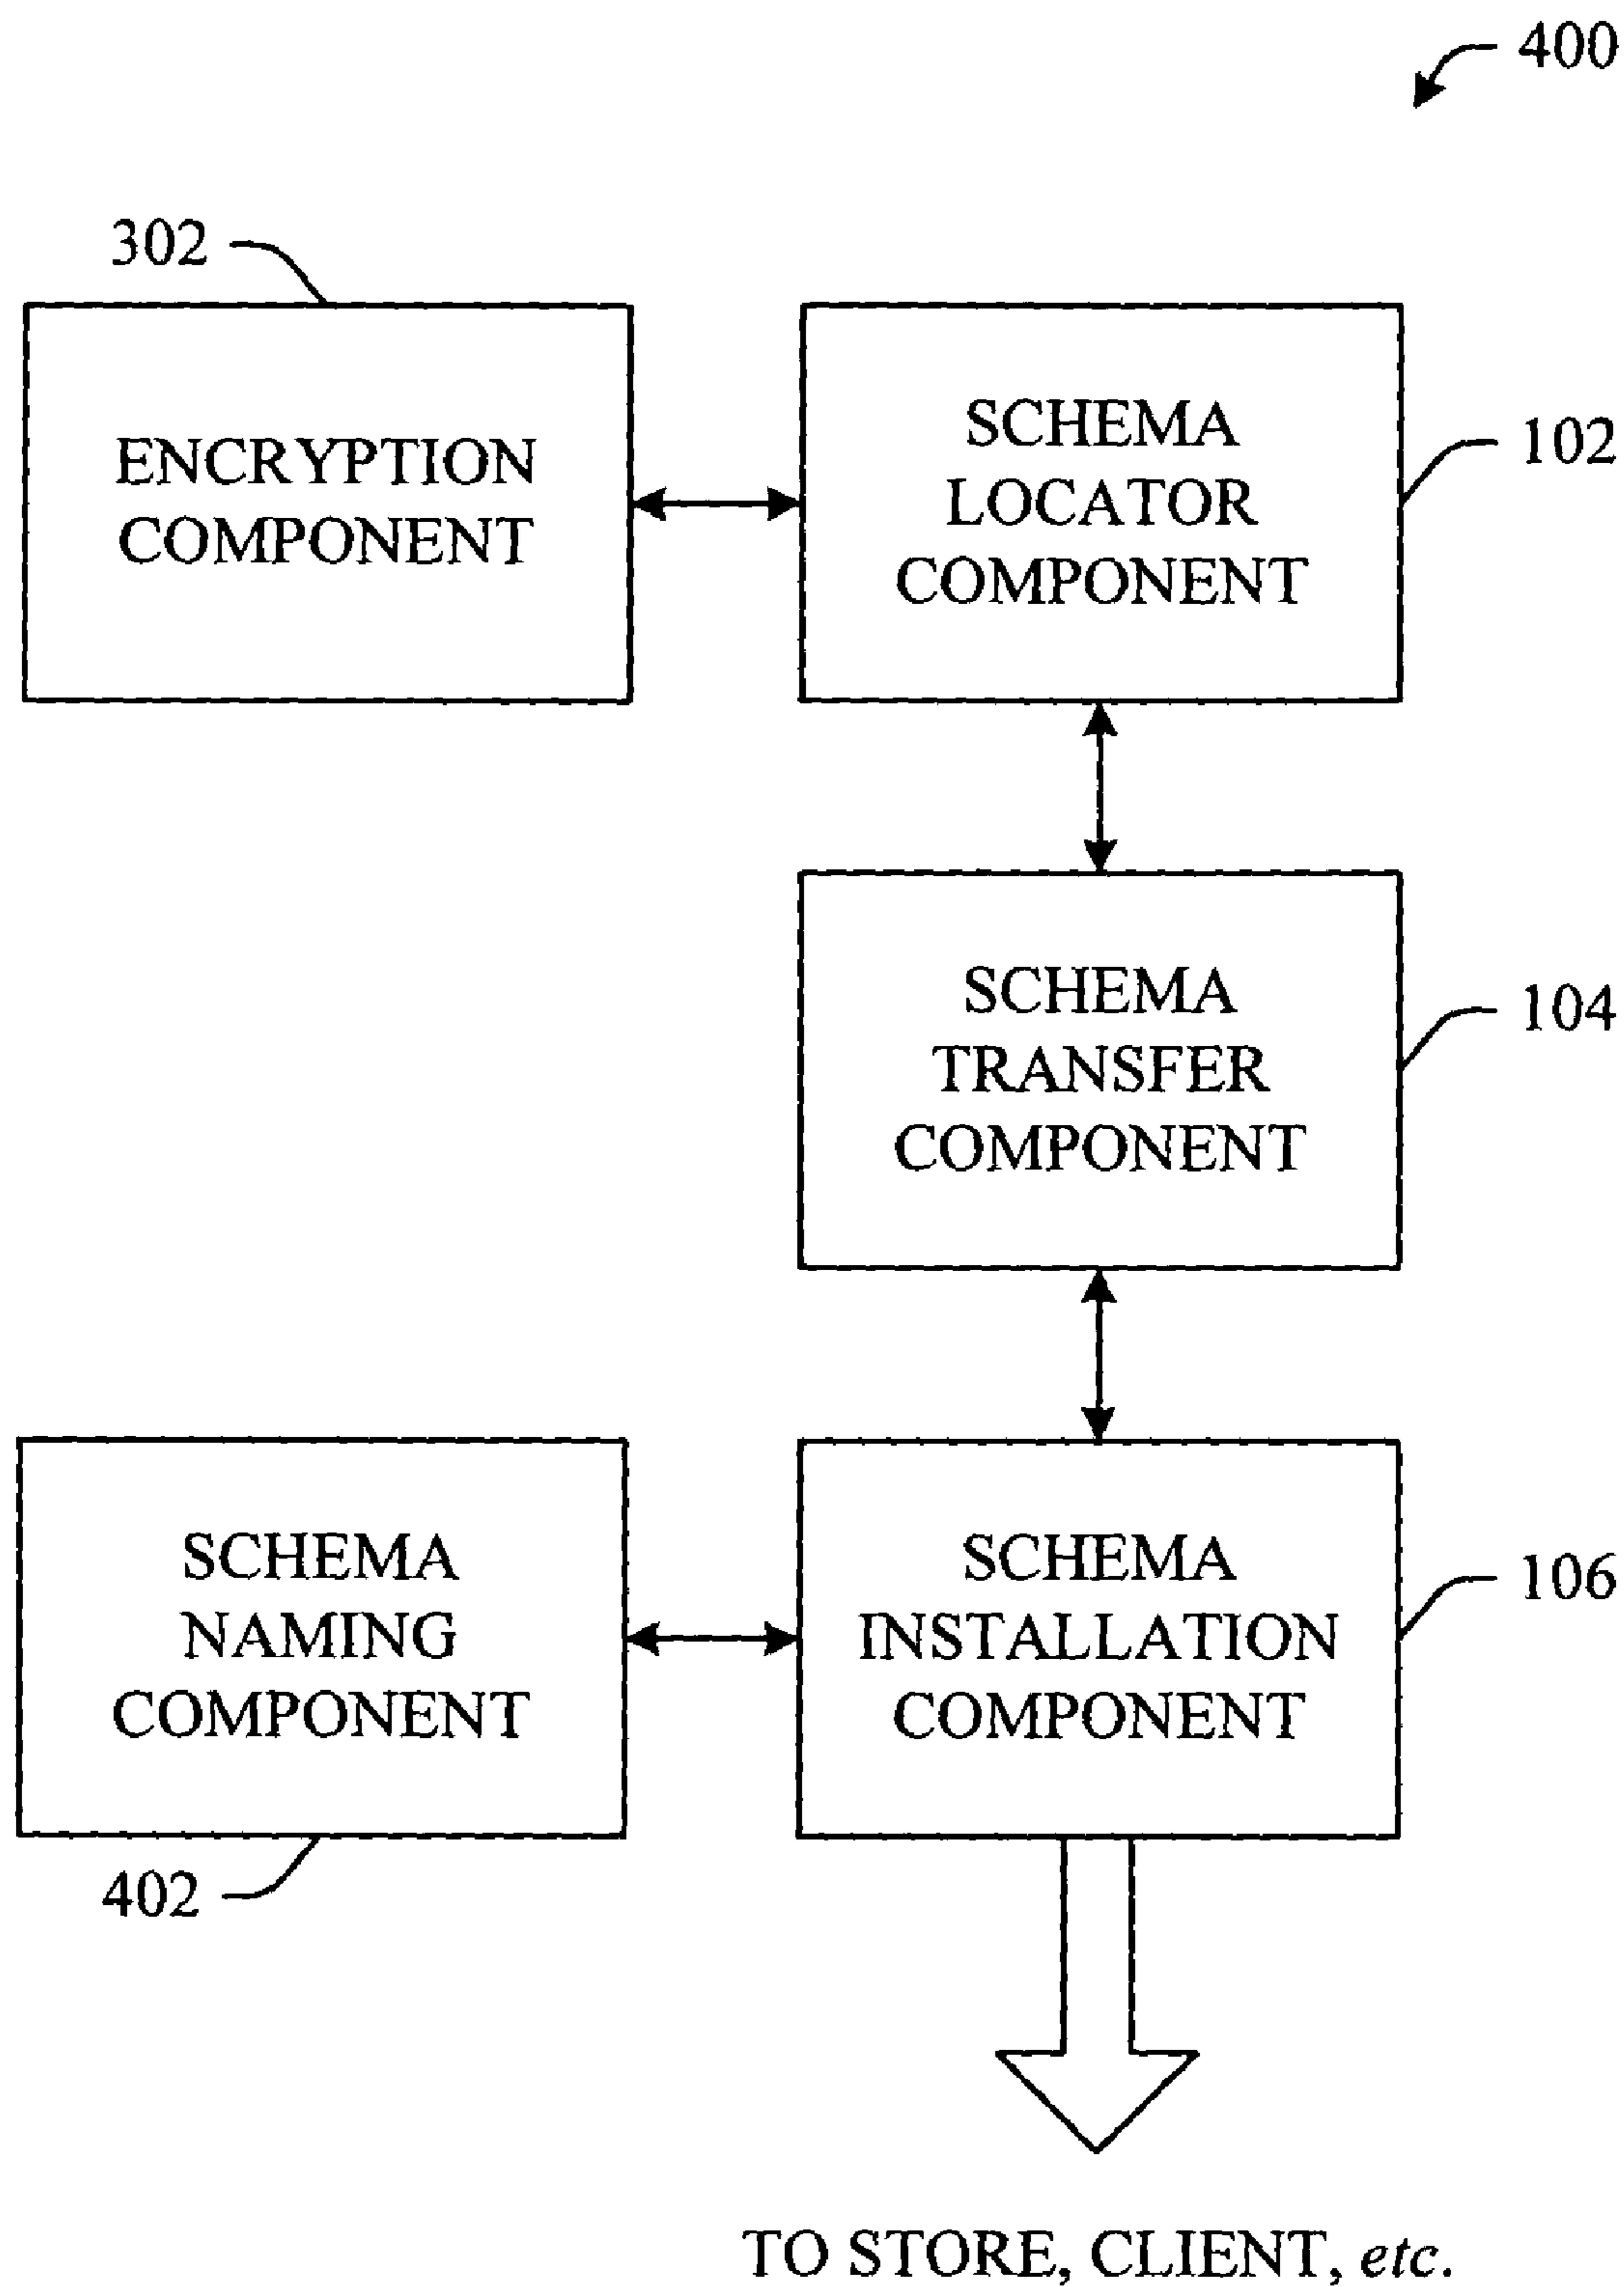 400
302
ENCRYPTION
COMPONENT
SCHEMA
LOCATOR
COMPONENT
102
SCHEMA
TRANSFER
COMPONENT
104
SCHEMA
NAMING
COMPONENT
402
SCHEMA
INSTALLATION
COMPONENT
106
TO STORE, CLIENT, etc.